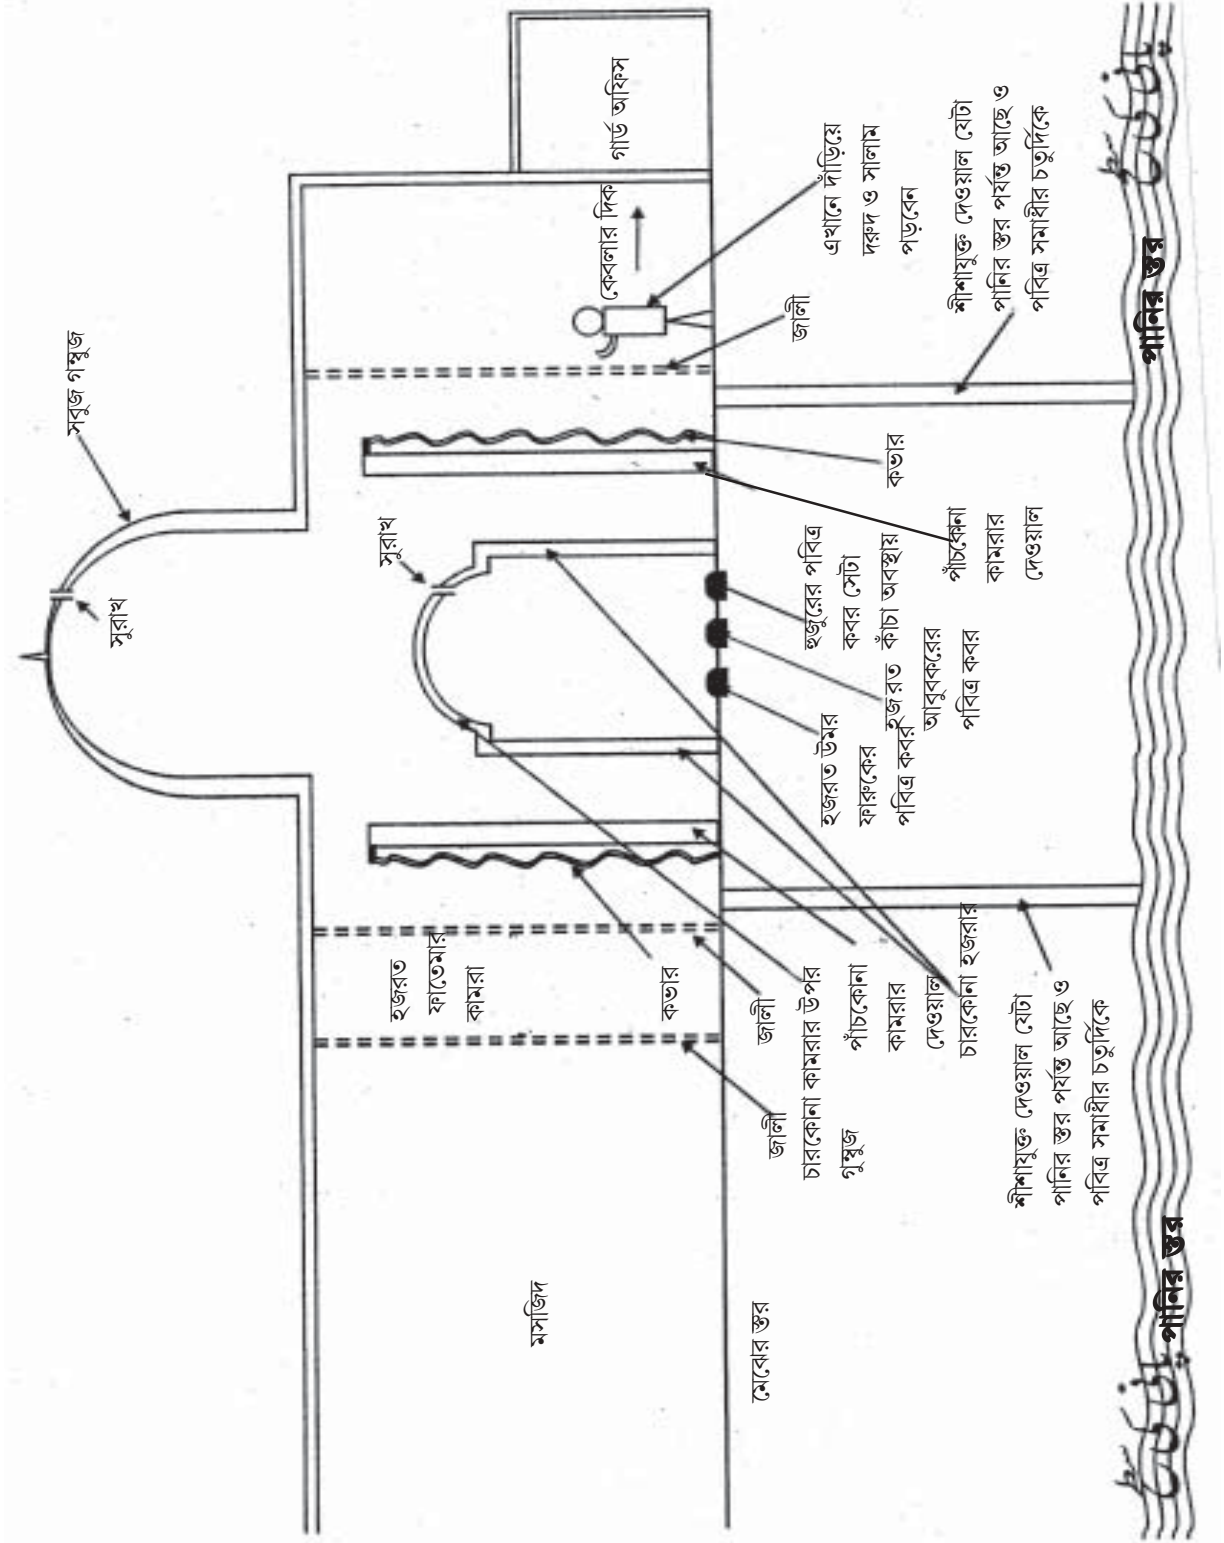 সবুজ গম্বুজ
সুরাখ
সুরাখ
গার্ড অফিস
কেবলার দিক
এখানে দাঁড়িয়ে
দরুদ ও সালাম
পড়বেন
জালী
শীশাযুক্ত দেওয়াল যেটা
পানির স্তর পর্যন্ত আছে ও
পবিত্র সমাধীর চতুর্দিকে
কভার
পাঁচকোনা
কামরার
দেওয়াল
হুজুরের পবিত্র
কবর সেটা
কাঁচা অবস্থায়
হজরত
আবুবকরের
পবিত্র কবর
হজরত উমর
ফারুকের
পবিত্র কবর
হজরত
ফাতেমার
কামরা
কভার
জালী
চারকোনা কামরার উপর
গুম্বুজ
পাঁচকোনা
কামরার
দেওয়াল
চারকোনা হুজরার
জালী
শীশাযুক্ত দেওয়াল যেটা
পানির স্তর পর্যন্ত আছে ও
পবিত্র সমাধীর চতুর্দিকে
মসজিদ
মেঝের স্তর
পানির স্তর
পানির স্তর